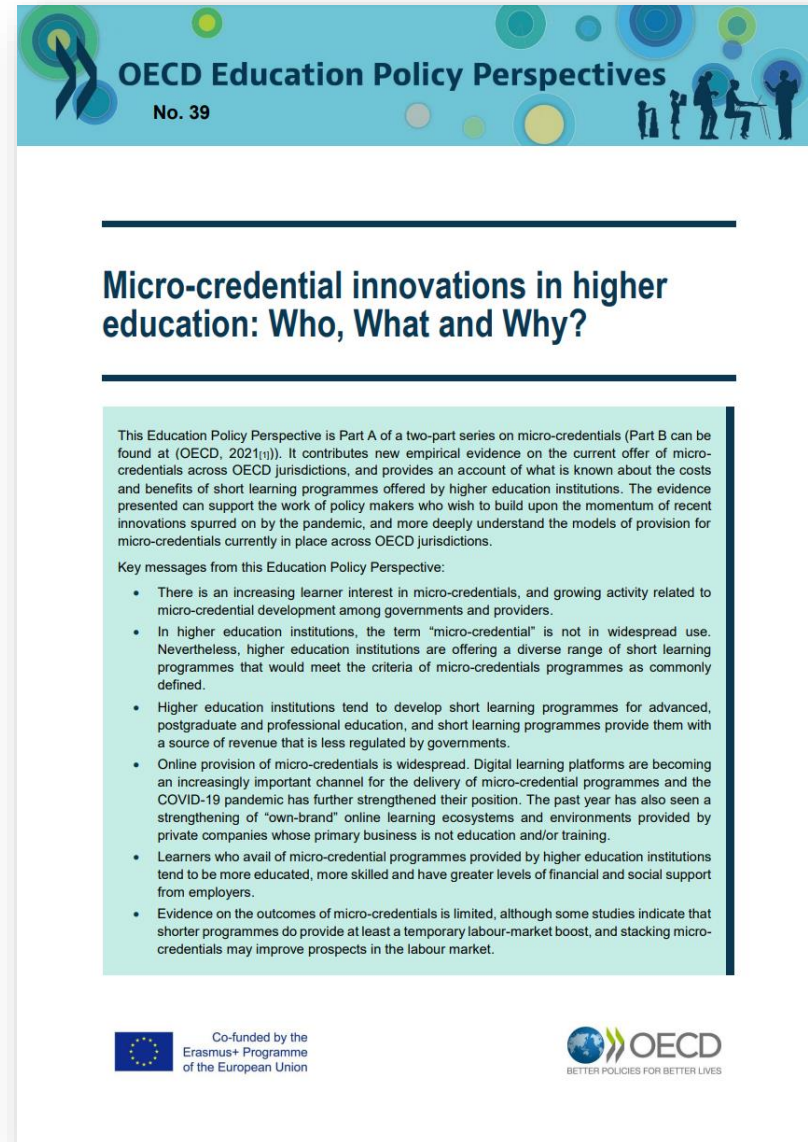 OECD Education Policy Perspectives
No. 39
Micro-credential innovations in higher
education: Who, What and Why?
This Education Policy Perspective is Part A of a two-part series on micro-credentials (Part B can be
found at (OECD, 2021[1])). It contributes new empirical evidence on the current offer of micro-
credentials across OECD jurisdictions, and provides an account of what is known about the costs
and benefits of short learning programmes offered by higher education institutions. The evidence
presented can support the work of policy makers who wish to build upon the momentum of recent
innovations spurred on by the pandemic, and more deeply understand the models of provision for
micro-credentials currently in place across OECD jurisdictions.
Key messages from this Education Policy Perspective:
• There is an increasing learner interest in micro-credentials, and growing activity related to
micro-credential development among governments and providers.
• In higher education institutions, the term “micro-credential” is not in widespread use.
Nevertheless, higher education institutions are offering a diverse range of short learning
programmes that would meet the criteria of micro-credentials programmes as commonly
defined.
• Higher education institutions tend to develop short learning programmes for advanced,
postgraduate and professional education, and short learning programmes provide them with
a source of revenue that is less regulated by governments.
• Online provision of micro-credentials is widespread. Digital learning platforms are becoming
an increasingly important channel for the delivery of micro-credential programmes and the
COVID-19 pandemic has further strengthened their position. The past year has also seen a
strengthening of “own-brand” online learning ecosystems and environments provided by
private companies whose primary business is not education and/or training.
• Learners who avail of micro-credential programmes provided by higher education institutions
tend to be more educated, more skilled and have greater levels of financial and social support
from employers.
• Evidence on the outcomes of micro-credentials is limited, although some studies indicate that
shorter programmes do provide at least a temporary labour-market boost, and stacking micro-
credentials may improve prospects in the labour market.
Co-funded by the
Erasmus+ Programme
of the European Union
OECD
BETTER POLICIES FOR BETTER LIVES